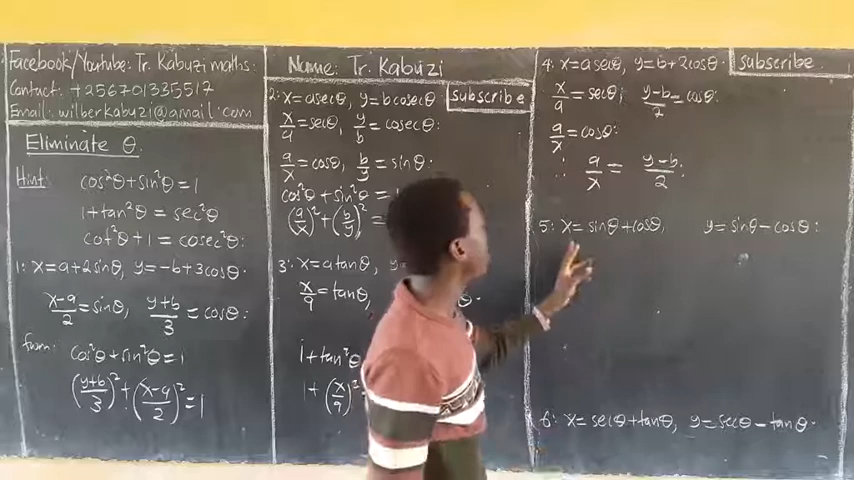 Facebook/Youtube: Tr. Kabuzi maths.
Contact: +256701335517
Email: wilberkabuzi@gmail.com
Eliminate θ.
Hint: cos²θ+sin²θ=1
1+tan²θ = sec²θ
cot²θ+1 = cosec²θ:
1: x=a+2sinθ, y=-b+3cosθ
(x-a)/2=sinθ, (y+b)/3=cosθ:
from: cos²θ+sin²θ=1
((y+b)/3)²+((x-a)/2)²=1
Name: Tr. Kabuzi
2: x=asecθ, y=bcosecθ
subscribe
x/a=secθ, y/b=cosecθ:
a/x=cosθ, b/y=sinθ:
cos²θ+sin²θ=
(a/x)²+(b/y)²=
3: x=atanθ, y=
x/a=tanθ, θ.
1+tan²θ
1+(x/a)²
4: x=asecθ, y=b+2cosθ.
subscribe
x/a=secθ, (y-b)/2=cosθ:
a/x=cosθ:
∴ a/x = (y-b)/2:
5: x=sinθ+cosθ, y=sinθ-cosθ:
6: x=secθ+tanθ, y=secθ-tanθ.